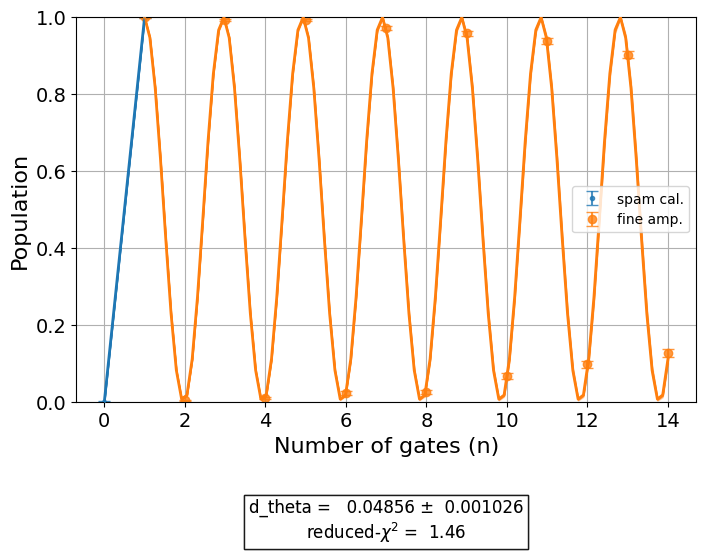 1.0
0.8
0.6
0.4
0.2
0.0
Population
spam cal.
fine amp.
0 2 4 6 8 10 12 14
Number of gates (n)
d_theta = 0.04856 ± 0.001026
reduced-χ² = 1.46